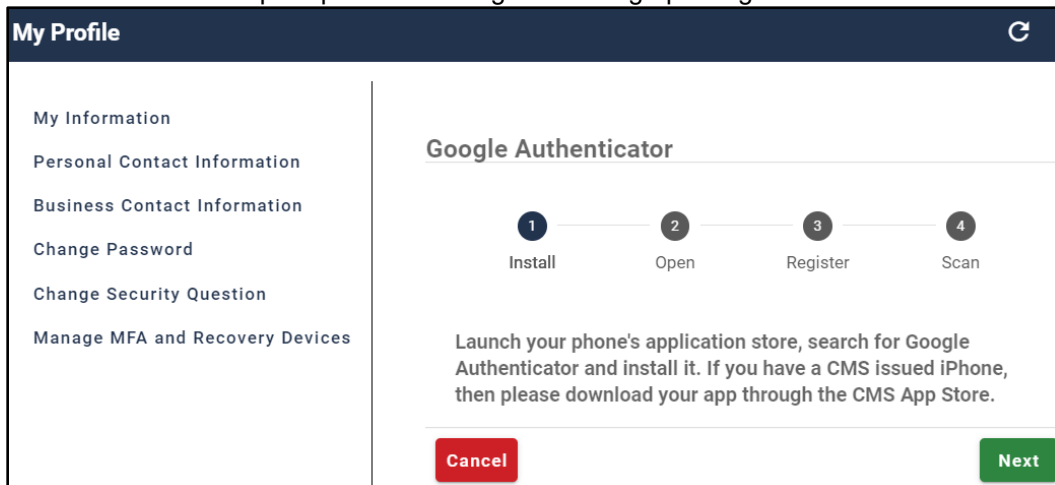 My Profile
My Information
Personal Contact Information
Business Contact Information
Change Password
Change Security Question
Manage MFA and Recovery Devices
Google Authenticator
1 2 3 4
Install Open Register Scan
Launch your phone's application store, search for Google
Authenticator and install it. If you have a CMS issued iPhone,
then please download your app through the CMS App Store.
Cancel Next